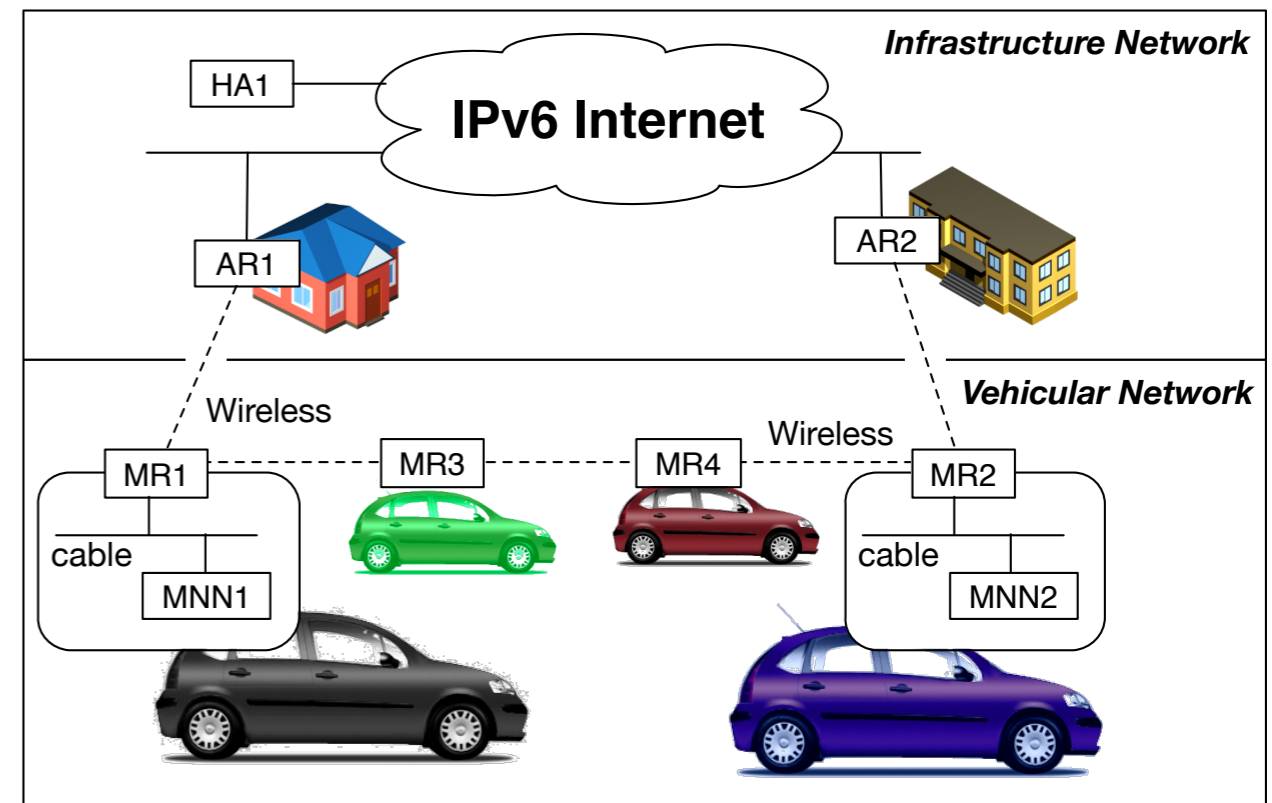 Infrastructure Network
HA1
IPv6 Internet
AR1
AR2
Vehicular Network
Wireless
Wireless
MR1
MR3
MR4
MR2
cable
cable
MNN1
MNN2